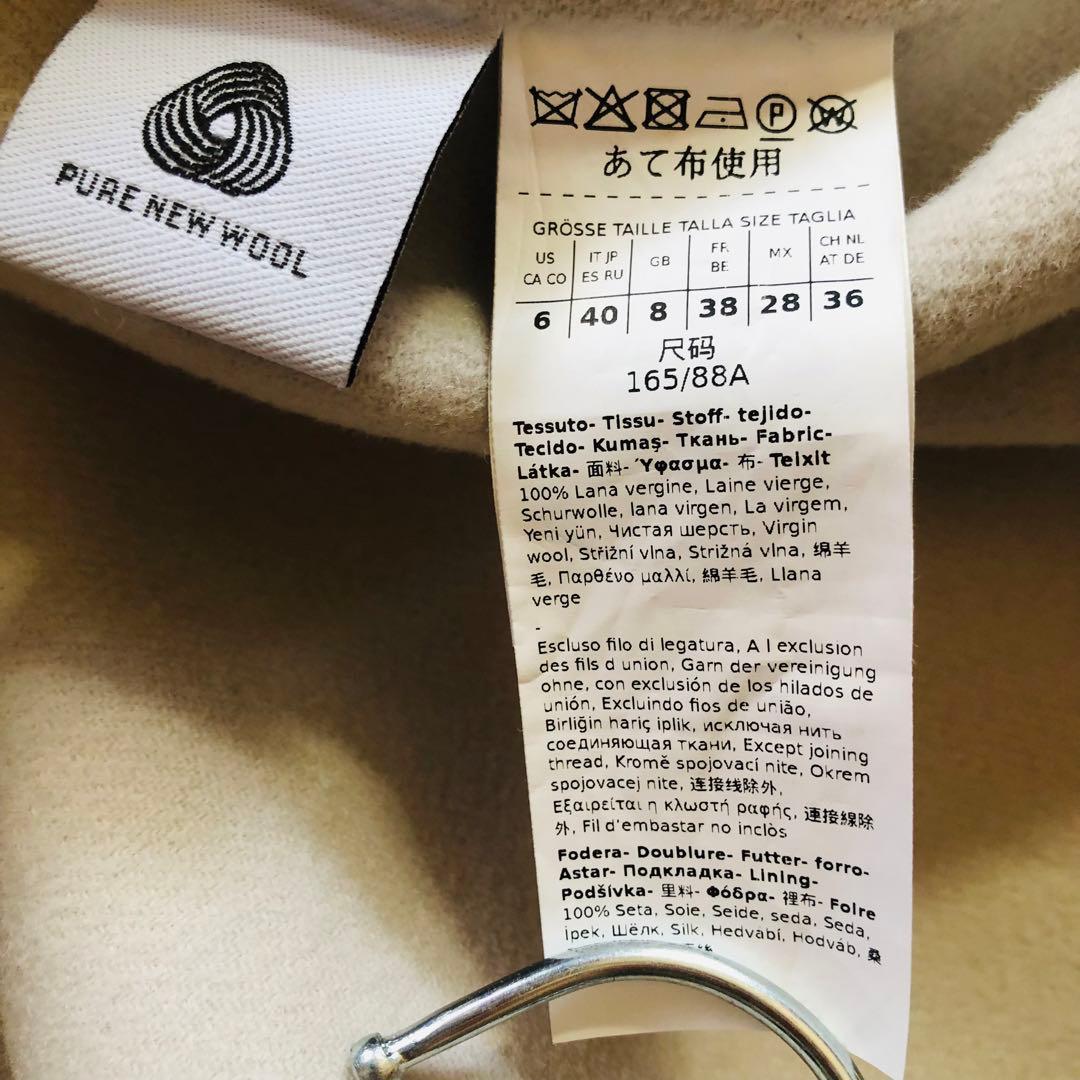 PURE NEW WOOL
P W
あて布使用
GRÖSSE TAILLE TALLA SIZE TAGLIA
US IT JP GB FR MX CH NL
CA CO ES RU BE AT DE
6 40 8 38 28 36
尺码
165/88A
Tessuto- Tissu- Stoff- tejido-
Tecido- Kumaş- Ткань- Fabric-
Látka- 面料- Ύφασμα- 布- Teixit
100% Lana vergine, Laine vierge,
Schurwolle, lana virgen, La virgem,
Yeni yün, Чистая шерсть, Virgin
wool, Střižní vlna, Strižná vlna, 绵羊
毛, Παρθένο μαλλί, 綿羊毛, Llana
verge
-
Escluso filo di legatura, A l exclusion
des fils d union, Garn der vereinigung
ohne, con exclusión de los hilados de
unión, Excluindo fios de união,
Birliğin hariç iplik, исключая нить
соединяющая ткани, Except joining
thread, Kromě spojovací nite, Okrem
spojovacej nite, 连接线除外,
Εξαιρείται η κλωστή ραφής, 連接線除
外, Fil d'embastar no inclòs
Fodera- Doublure- Futter- forro-
Astar- Подкладка- Lining-
Podšívka- 里料- Φόδρα- 裡布- Folre
100% Seta, Soie, Seide, seda, Seda,
İpek, Шёлк, Silk, Hedvábí, Hodváb, 桑